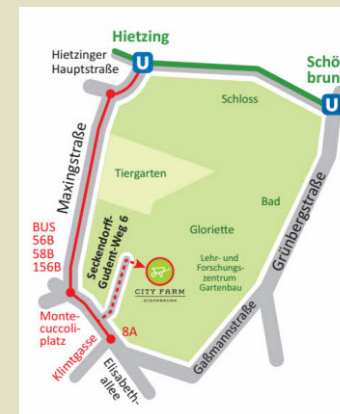 Hietzing
Hietzinger
Hauptstraße
U
Schö
brun
U
Schloss
Maxingstraße
Tiergarten
Bad
Grünbergstraße
BUS
56B
58B
156B
Seckendorff-
Gudent-Weg 6
Gloriette
Lehr- und
Forschungs-
zentrum
Gartenbau
CITY FARM
SCHÖNBRUNN
Monte-
cuccoli-
platz
8A
Klimtgasse
Elisabeth-
allee
Gaßmannstraße